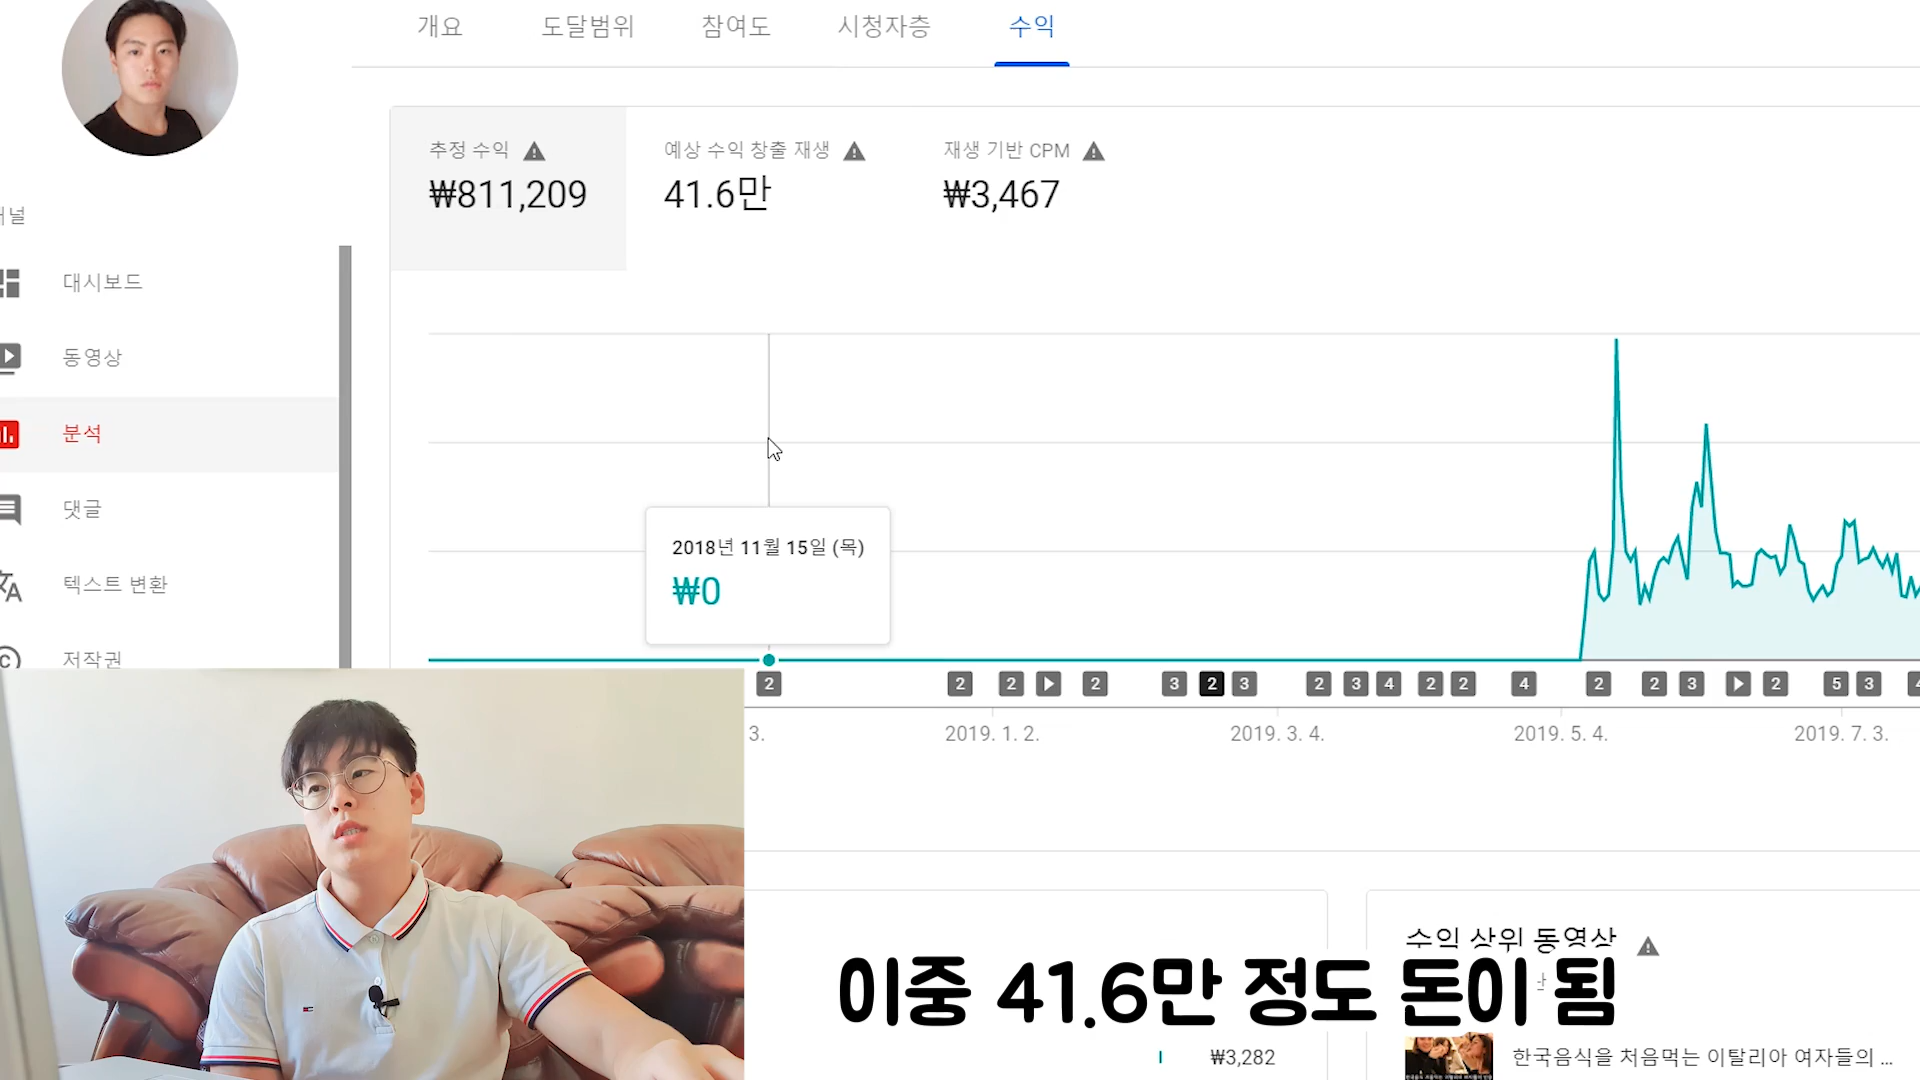 개요 도달범위 참여도 시청자층 수익
추정 수익 예상 수익 창출 재생 재생 기반 CPM
₩811,209 41.6만 ₩3,467
널
대시보드
동영상
분석
댓글
텍스트 변환
저작권
2018년 11월 15일 (목)
₩0
2 2 2 2 3 2 3 2 3 4 2 2 4 2 2 3 2 5 3 4
3. 2019. 1. 2. 2019. 3. 4. 2019. 5. 4. 2019. 7. 3.
수익 상위 동영상
이중 41.6만 정도 돈이 됨
₩3,282 한국음식을 처음먹는 이탈리아 여자들의 ...